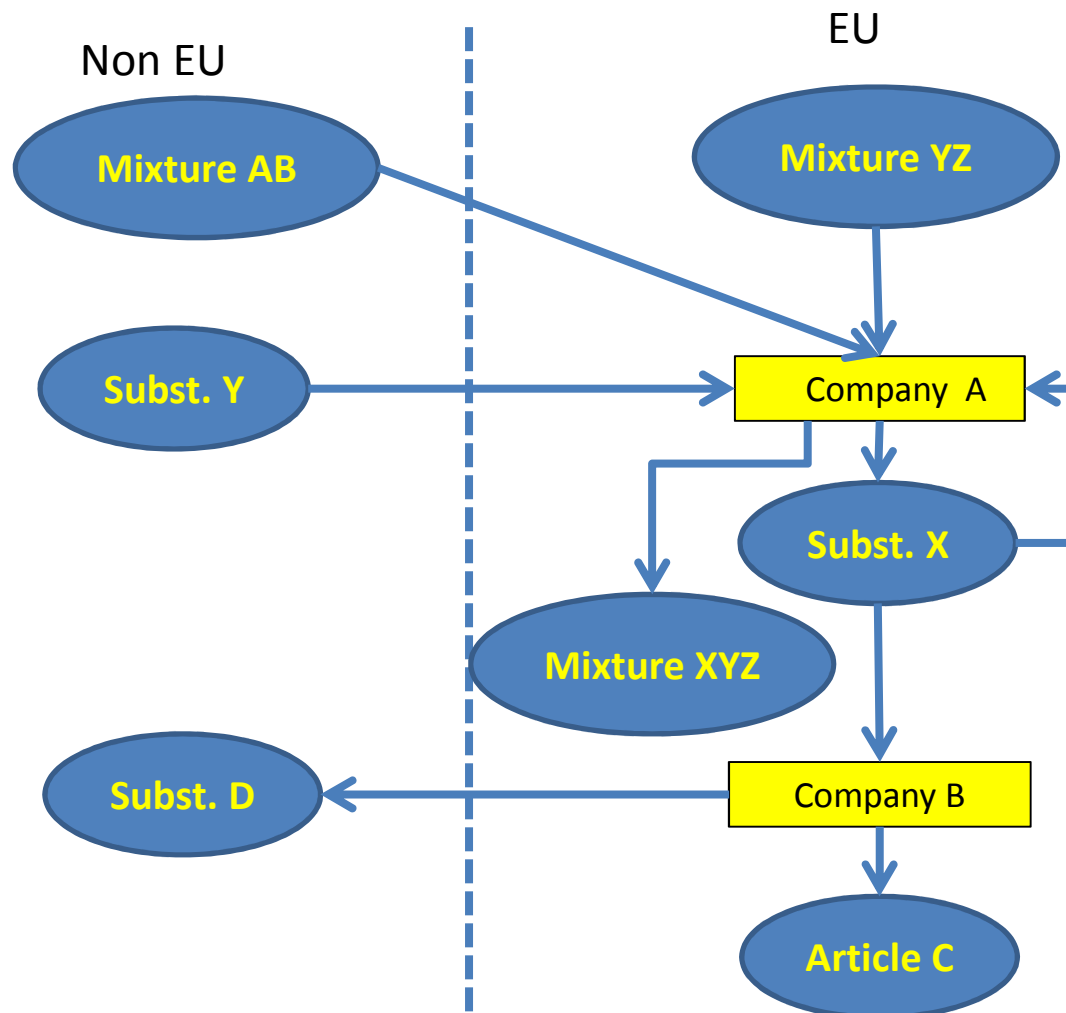 Non EU
EU
Mixture AB
Mixture YZ
Subst. Y
Company A
Subst. X
Mixture XYZ
Subst. D
Company B
Article C